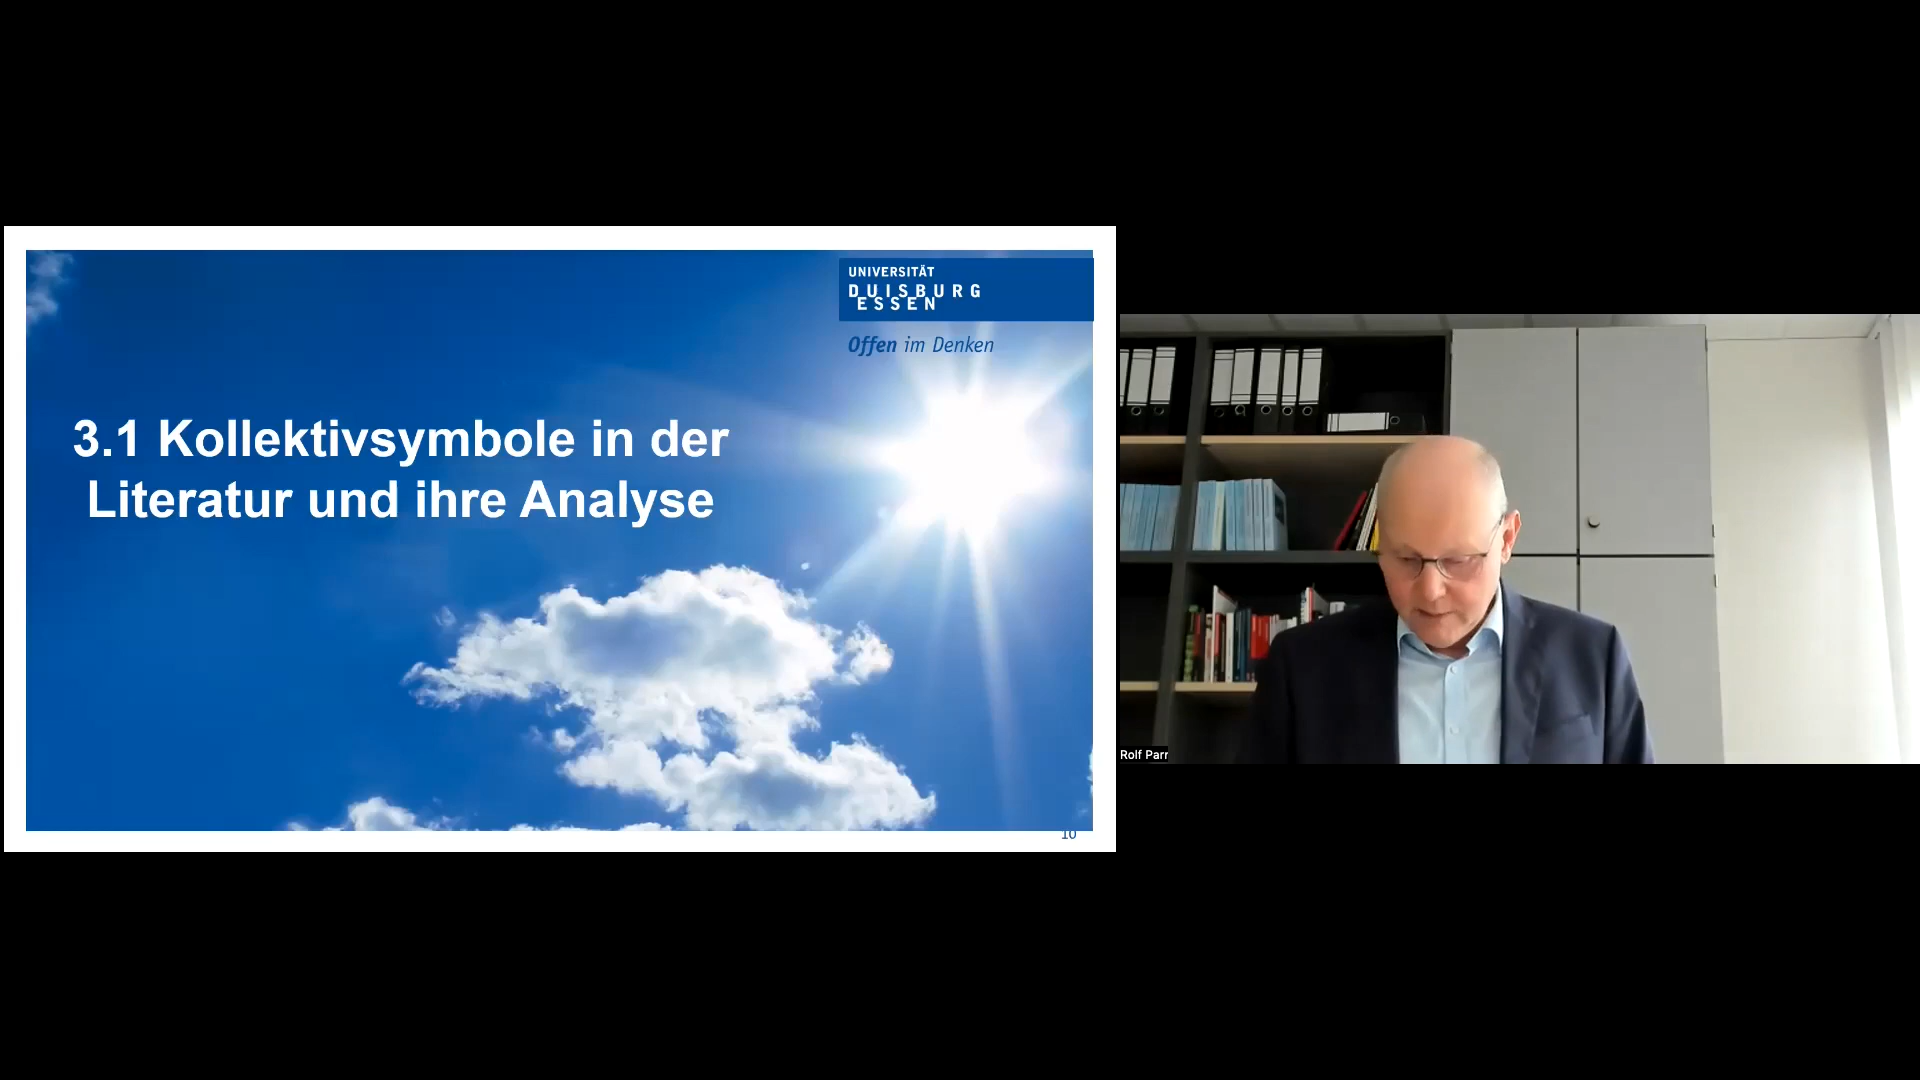 UNIVERSITÄT
DUISBURG
ESSEN
Offen im Denken
3.1 Kollektivsymbole in der
Literatur und ihre Analyse
10
Rolf Parr